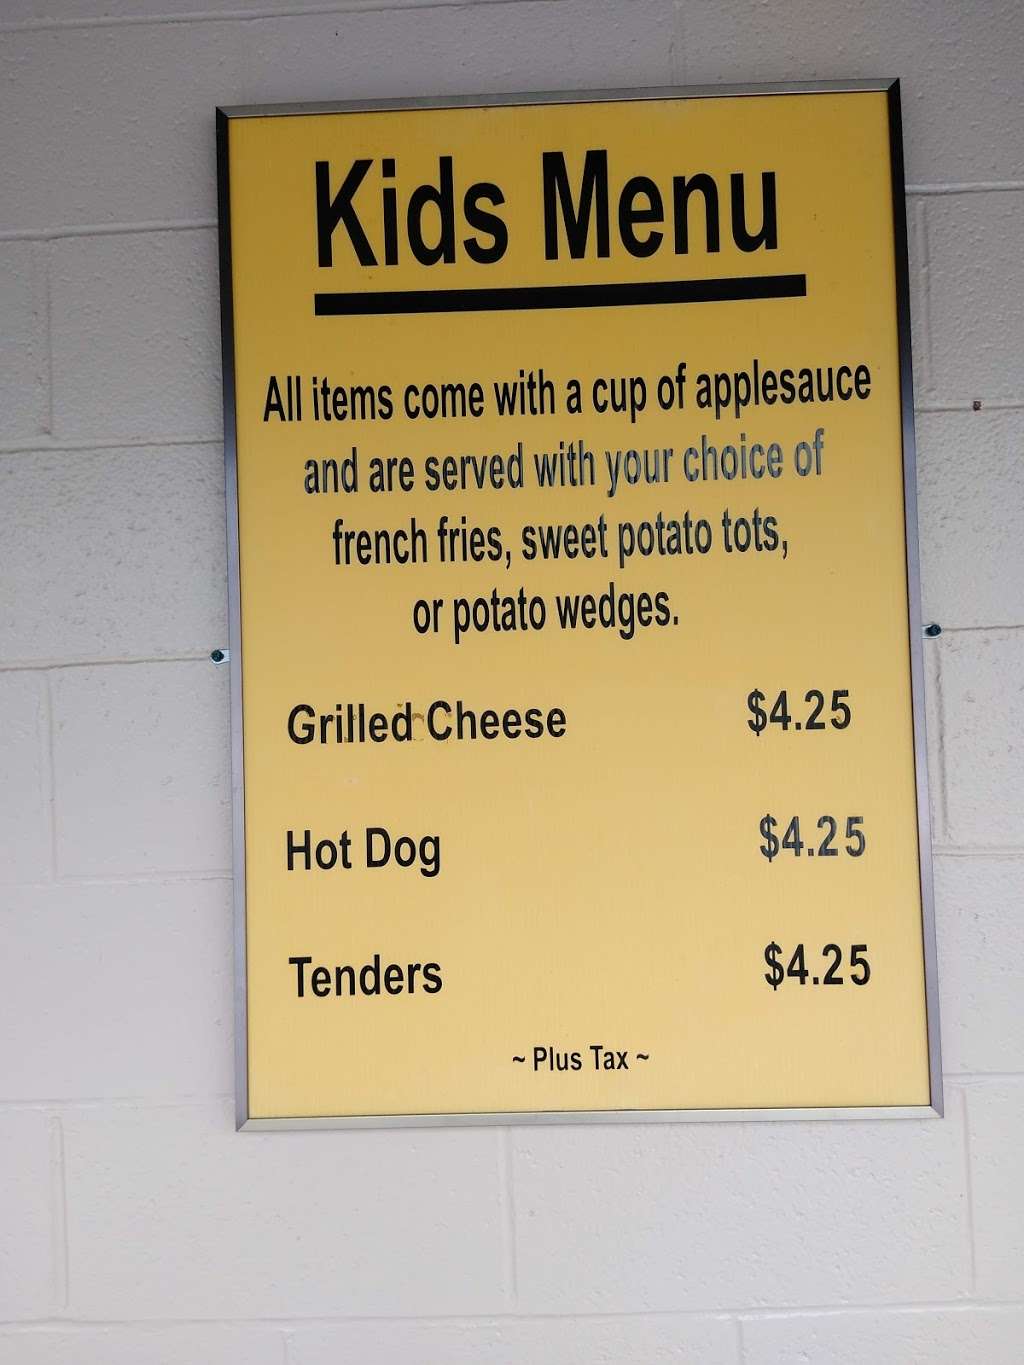 Kids Menu
All items come with a cup of applesauce
and are served with your choice of
french fries, sweet potato tots,
or potato wedges.
Grilled Cheese $4.25
Hot Dog $4.25
Tenders $4.25
~ Plus Tax ~